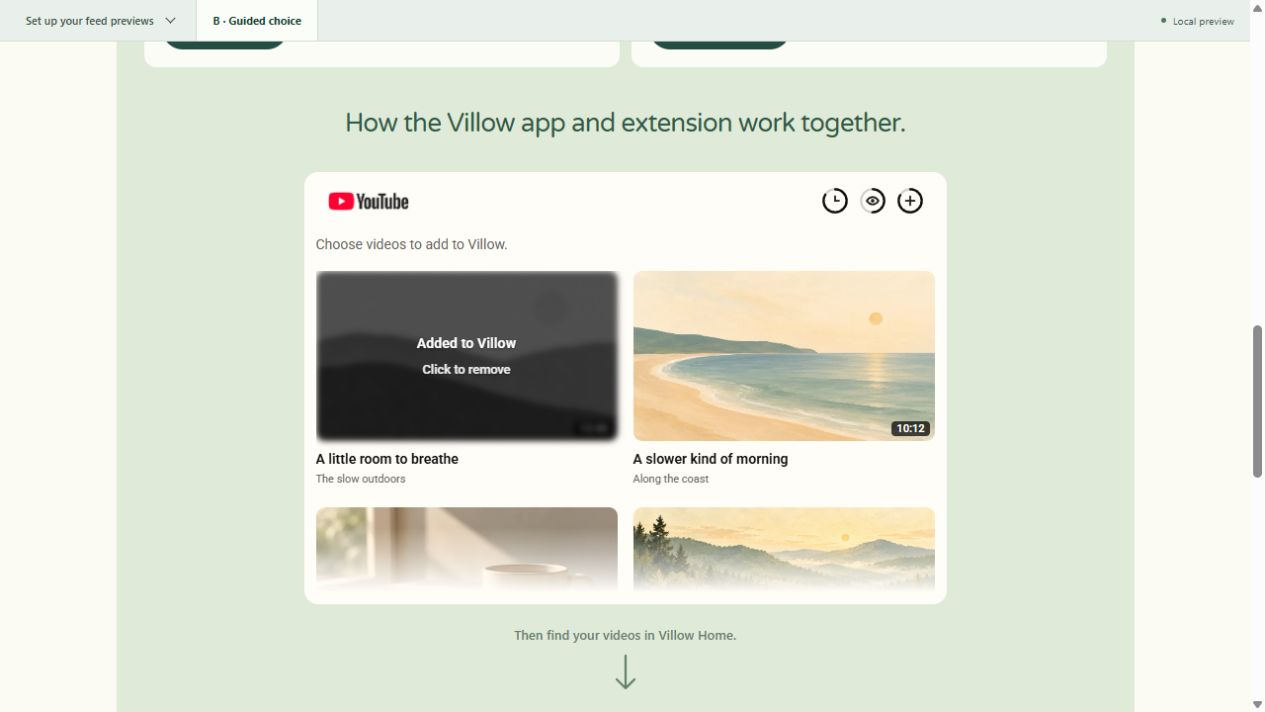 Set up your feed previews
B · Guided choice
Local preview
How the Villow app and extension work together.
YouTube
Choose videos to add to Villow.
Added to Villow
Click to remove
10:12
A little room to breathe
A slower kind of morning
The slow outdoors
Along the coast
Then find your videos in Villow Home.